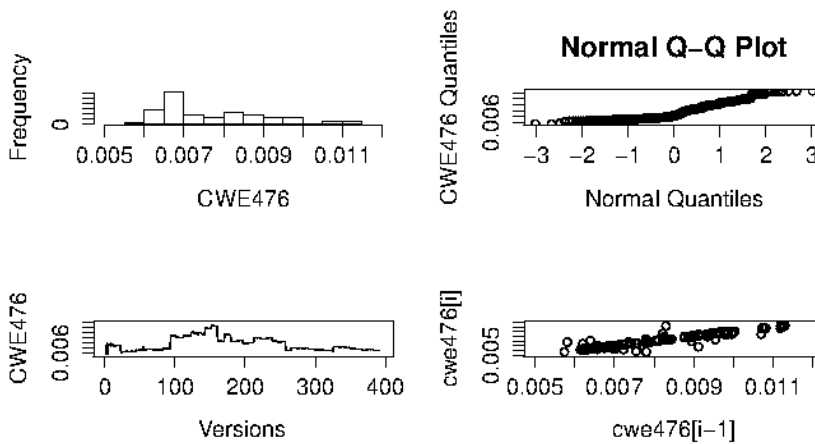 Frequency
0
0.005 0.007 0.009 0.011
CWE476
Normal Q−Q Plot
CWE476 Quantiles
0.006
−3 −2 −1 0 1 2 3
Normal Quantiles
CWE476
0.006
0 100 200 300 400
Versions
cwe476[i]
0.005
0.005 0.007 0.009 0.011
cwe476[i−1]